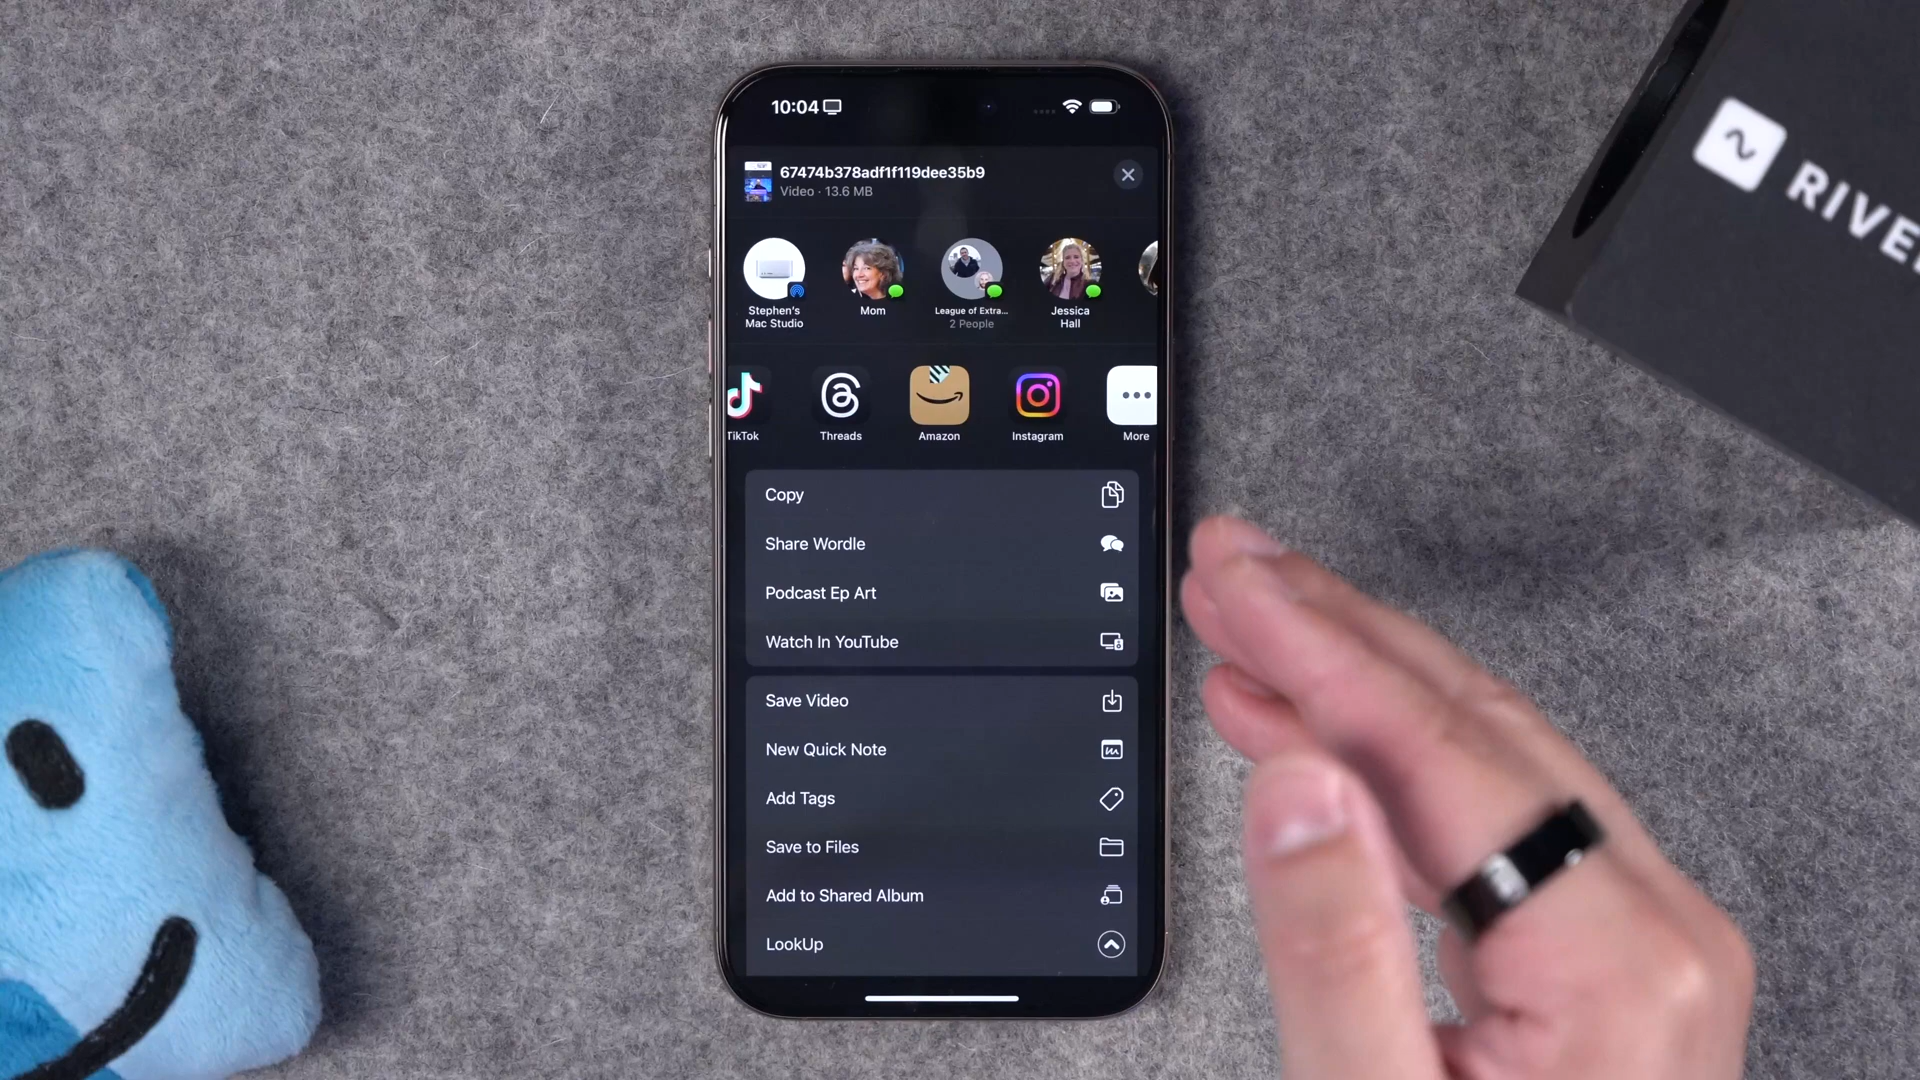 10:04
67474b378adf1f119dee35b9
Video · 13.6 MB
Stephen's
Mac Studio
Mom
League of Extra...
2 People
Jessica
Hall
TikTok
Threads
Amazon
Instagram
More
Copy
Share Wordle
Podcast Ep Art
Watch In YouTube
Save Video
New Quick Note
Add Tags
Save to Files
Add to Shared Album
LookUp
RIVE